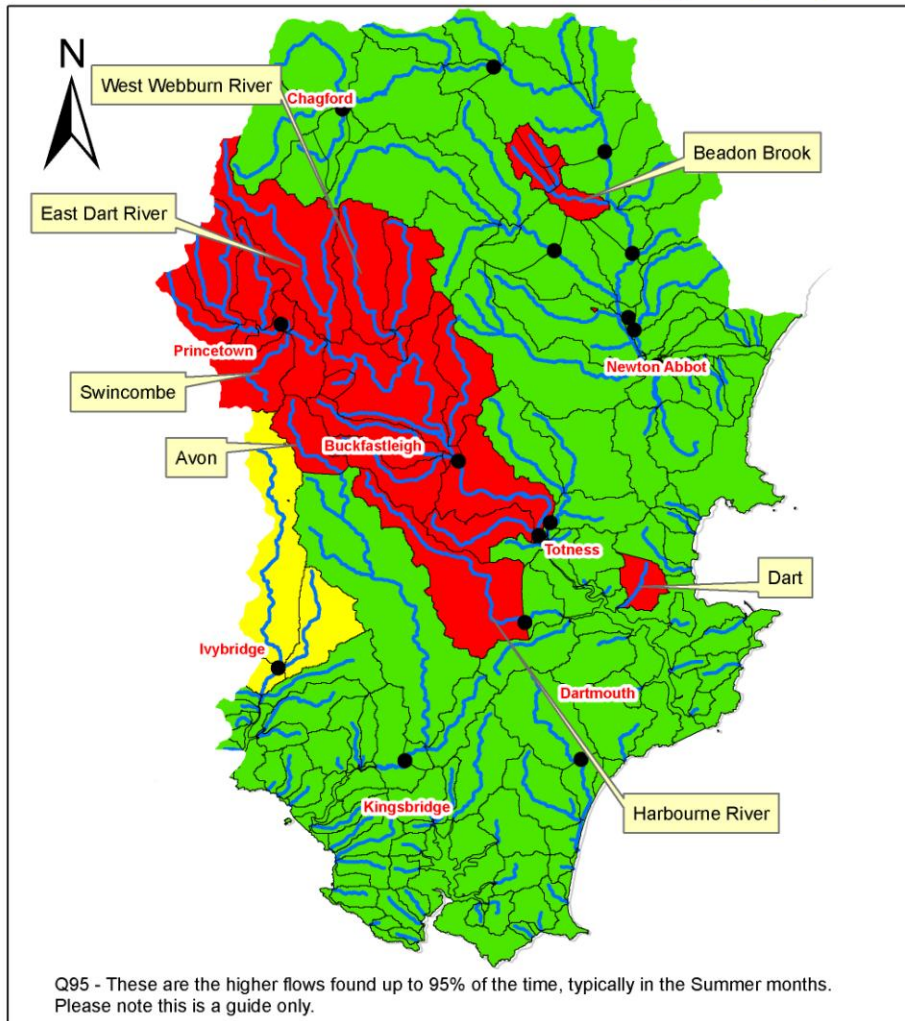 N
West Webburn River
Chagford
Beadon Brook
East Dart River
Princetown
Newton Abbot
Swincombe
Avon
Buckfastleigh
Totness
Dart
Ivybridge
Dartmouth
Kingsbridge
Harbourne River
Q95 - These are the higher flows found up to 95% of the time, typically in the Summer months.
Please note this is a guide only.